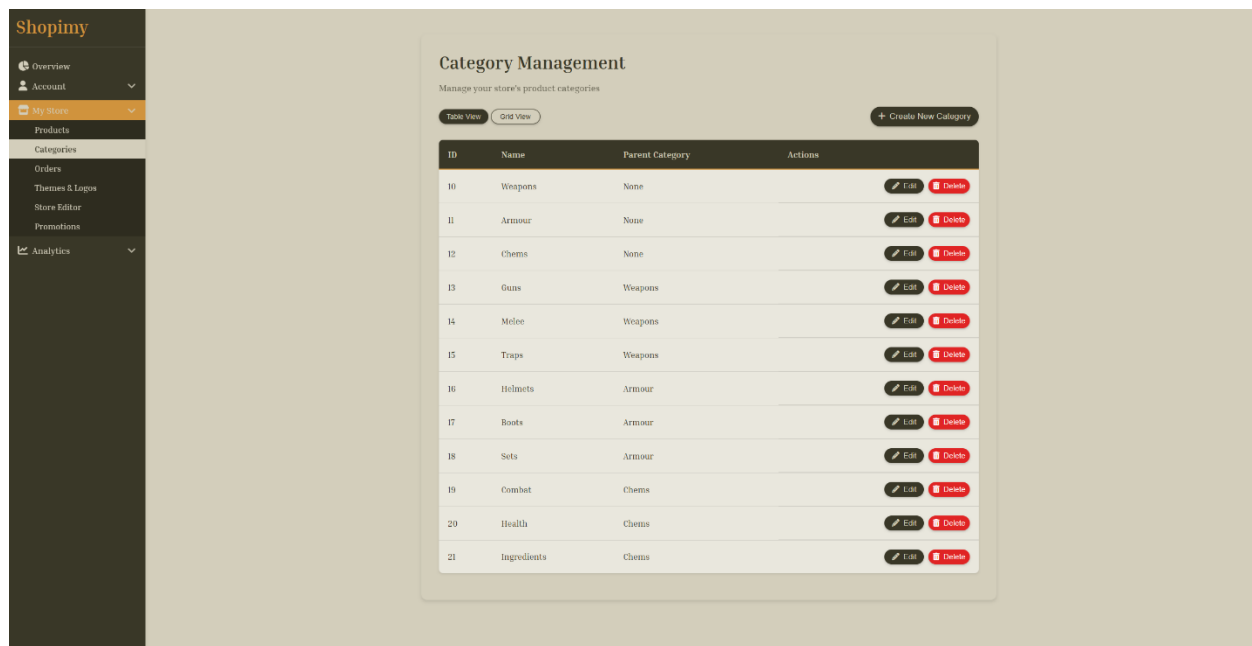 Shopimy
Overview
Account
My Store
Products
Categories
Orders
Themes & Logos
Store Editor
Promotions
Analytics
Category Management
Manage your store's product categories
Table View Grid View + Create New Category
ID Name Parent Category Actions
10 Weapons None Edit Delete
11 Armour None Edit Delete
12 Chems None Edit Delete
13 Guns Weapons Edit Delete
14 Melee Weapons Edit Delete
15 Traps Weapons Edit Delete
16 Helmets Armour Edit Delete
17 Boots Armour Edit Delete
18 Sets Armour Edit Delete
19 Combat Chems Edit Delete
20 Health Chems Edit Delete
21 Ingredients Chems Edit Delete